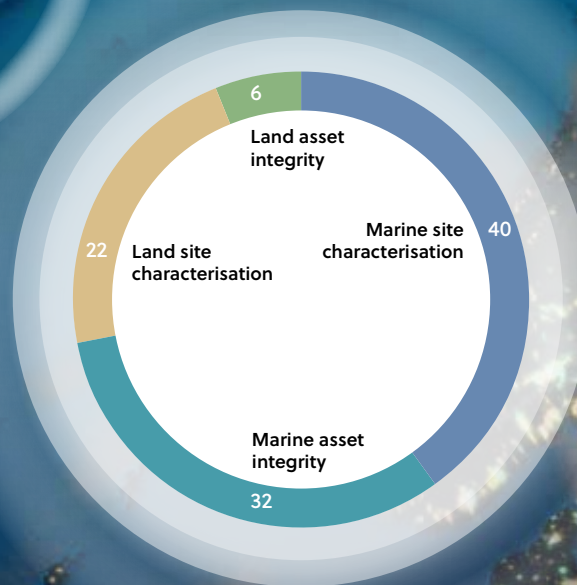 6
Land asset
integrity
Marine site
characterisation
40
22
Land site
characterisation
Marine asset
integrity
32